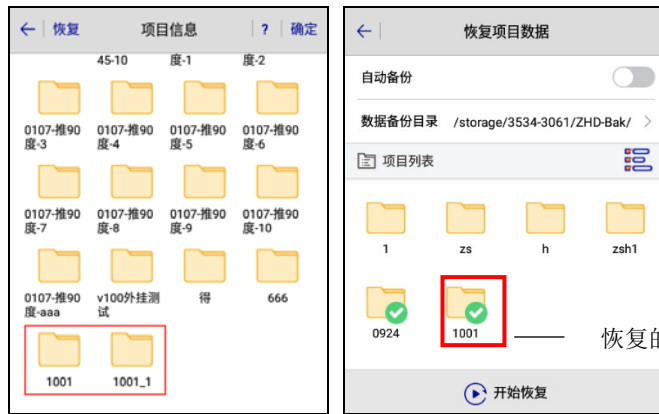 恢复 项目信息 ? 确定
45-10 度-1 度-2
0107-推90度-3 0107-推90度-4 0107-推90度-5 0107-推90度-6
0107-推90度-7 0107-推90度-8 0107-推90度-9 0107-推90度-10
0107-推90度-aaa v100外挂测试 得 666
1001 1001_1
恢复项目数据
自动备份
数据备份目录 /storage/3534-3061/ZHD-Bak/
项目列表
1 zs h zsh1
0924 1001
恢复的
开始恢复